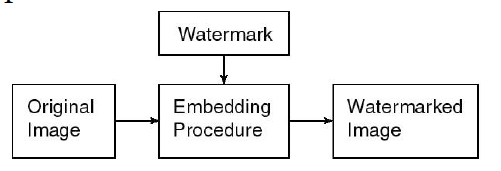 Watermark
Original
Image
Embedding
Procedure
Watermarked
Image